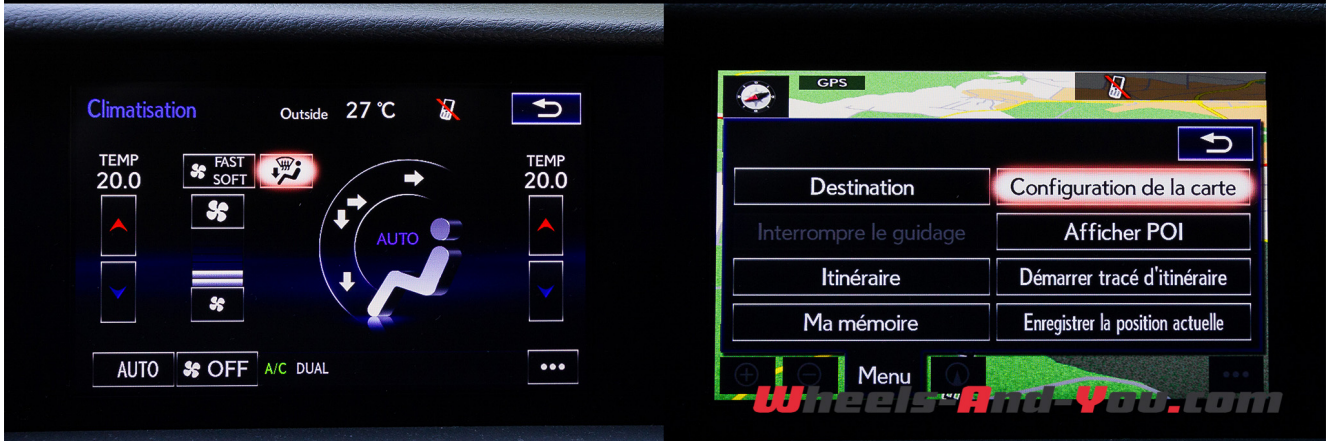 Climatisation
Outside 27 °C
TEMP
20.0
FAST
SOFT
TEMP
20.0
AUTO
AUTO
OFF
A/C DUAL
•••
GPS
Destination
Configuration de la carte
Interrompre le guidage
Afficher POI
Itinéraire
Démarrer tracé d'itinéraire
Ma mémoire
Enregistrer la position actuelle
Menu
•••
Wheels-And-You.com